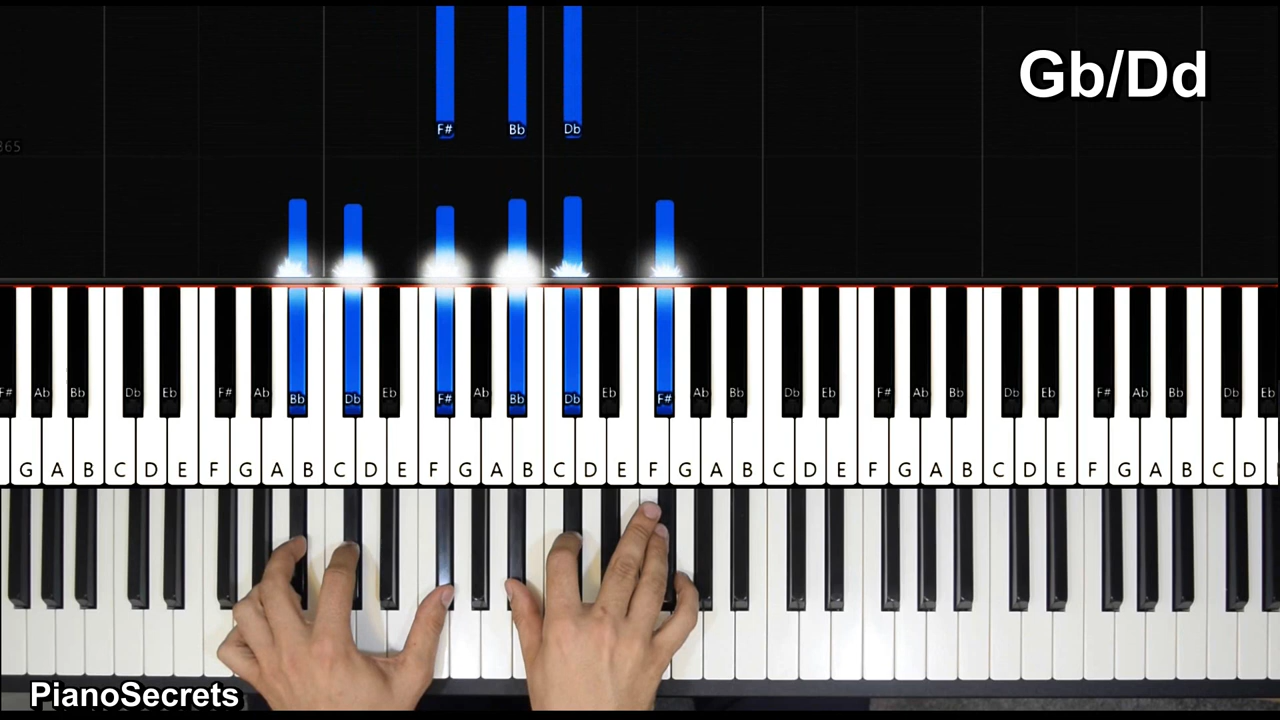 Gb/Dd
F# Bb Db
365
F# Ab Bb Db Eb F# Ab Bb Db Eb F# Ab Bb Db Eb F# Ab Bb Db Eb F# Ab Bb Db Eb F# Ab Bb Db Eb
G A B C D E F G A B C D E F G A B C D E F G A B C D E F G A B C D E F G A B C D
PianoSecrets